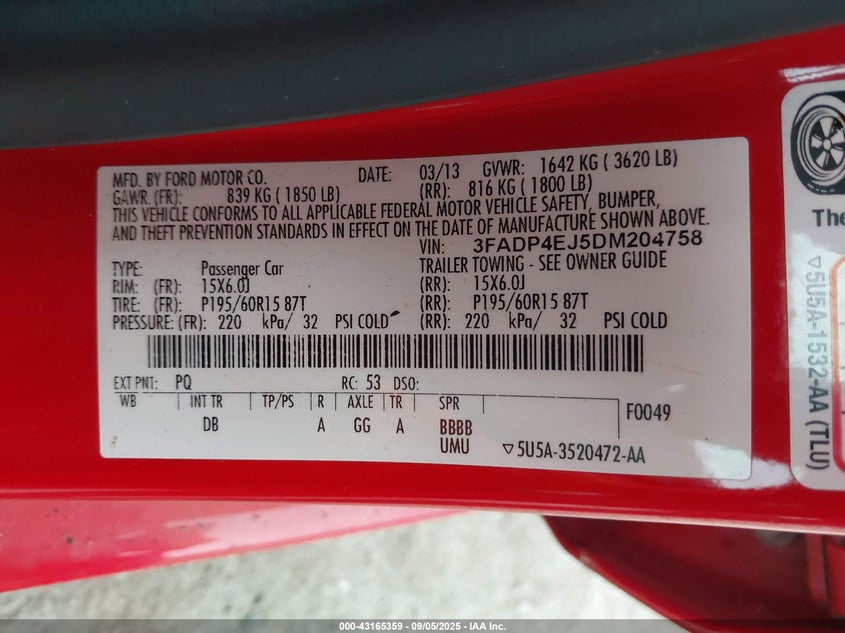 MFD. BY FORD MOTOR CO. DATE: 03/13 GVWR: 1642 KG ( 3620 LB)
GAWR. (FR): 839 KG ( 1850 LB) (RR): 816 KG ( 1800 LB)
THIS VEHICLE CONFORMS TO ALL APPLICABLE FEDERAL MOTOR VEHICLE SAFETY, BUMPER,
AND THEFT PREVENTION STANDARDS IN EFFECT ON THE DATE OF MANUFACTURE SHOWN ABOVE.
VIN: 3FADP4EJ5DM204758
TYPE: Passenger Car TRAILER TOWING - SEE OWNER GUIDE
RIM: (FR): 15X6.0J (RR): 15X6.0J
TIRE: (FR): P195/60R15 87T (RR): P195/60R15 87T
PRESSURE: (FR): 220 kPa/ 32 PSI COLD (RR): 220 kPa/ 32 PSI COLD
EXT PNT: PQ RC: 53 DSO:
WB INT TR TP/PS R AXLE TR SPR F0049
DB A GG A BBBB
UMU ▽5U5A-3520472-AA
The
▽5U5A-1532-AA (TLU)
000-43165359 - 09/05/2025 - IAA Inc.